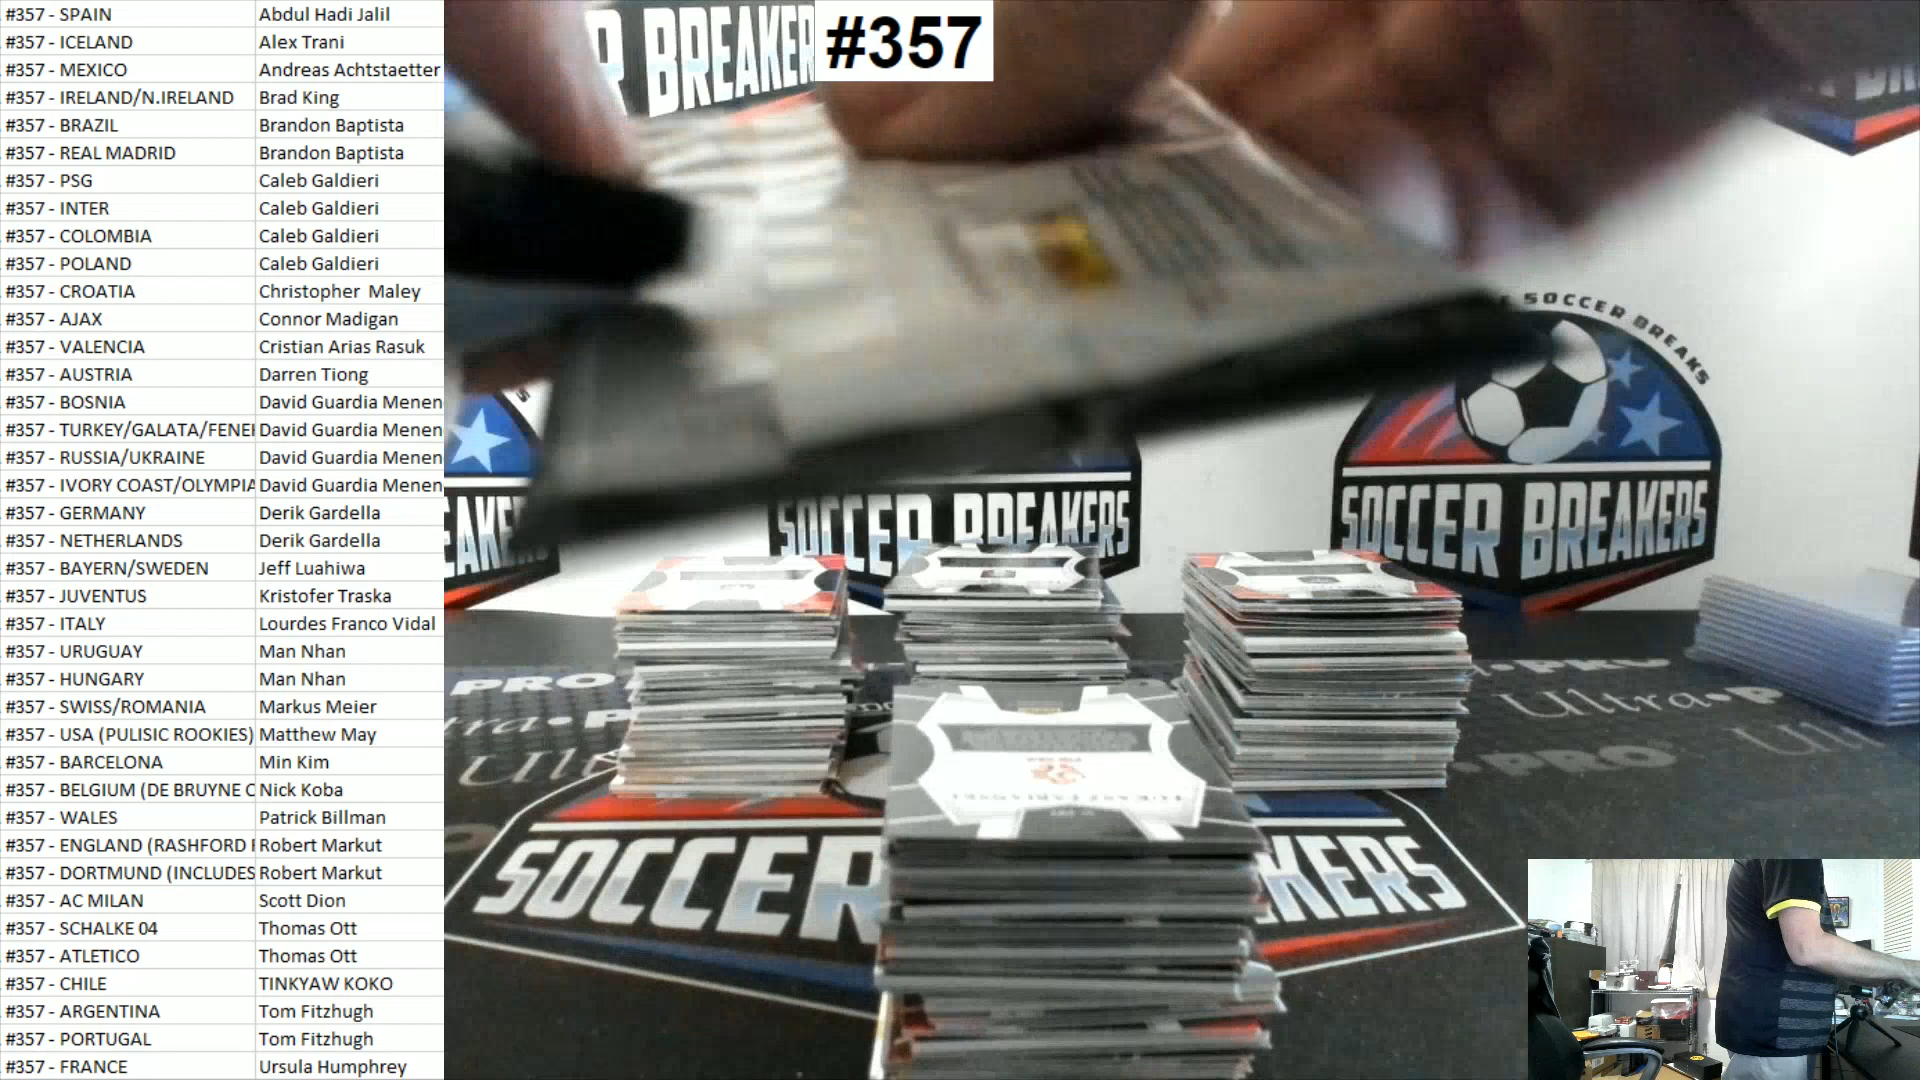 #357 - SPAIN Abdul Hadi Jalil
#357 - ICELAND Alex Trani
#357 - MEXICO Andreas Achtstaetter
#357 - IRELAND/N.IRELAND Brad King
#357 - BRAZIL Brandon Baptista
#357 - REAL MADRID Brandon Baptista
#357 - PSG Caleb Galdieri
#357 - INTER Caleb Galdieri
#357 - COLOMBIA Caleb Galdieri
#357 - POLAND Caleb Galdieri
#357 - CROATIA Christopher Maley
#357 - AJAX Connor Madigan
#357 - VALENCIA Cristian Arias Rasuk
#357 - AUSTRIA Darren Tiong
#357 - BOSNIA David Guardia Menen
#357 - TURKEY/GALATA/FENE David Guardia Menen
#357 - RUSSIA/UKRAINE David Guardia Menen
#357 - IVORY COAST/OLYMPIA David Guardia Menen
#357 - GERMANY Derik Gardella
#357 - NETHERLANDS Derik Gardella
#357 - BAYERN/SWEDEN Jeff Luahiwa
#357 - JUVENTUS Kristofer Traska
#357 - ITALY Lourdes Franco Vidal
#357 - URUGUAY Man Nhan
#357 - HUNGARY Man Nhan
#357 - SWISS/ROMANIA Markus Meier
#357 - USA (PULISIC ROOKIES) Matthew May
#357 - BARCELONA Min Kim
#357 - BELGIUM (DE BRUYNE C Nick Koba
#357 - WALES Patrick Billman
#357 - ENGLAND (RASHFORD Robert Markut
#357 - DORTMUND (INCLUDES Robert Markut
#357 - AC MILAN Scott Dion
#357 - SCHALKE 04 Thomas Ott
#357 - ATLETICO Thomas Ott
#357 - CHILE TINKYAW KOKO
#357 - ARGENTINA Tom Fitzhugh
#357 - PORTUGAL Tom Fitzhugh
#357 - FRANCE Ursula Humphrey
#357
R BREAKER
SOCCER BREAKS
EAKE
SOCCER BREAKERS
SOCCER BREAKERS
PRO
Ultra•P
PRO
SOCCER
KERS